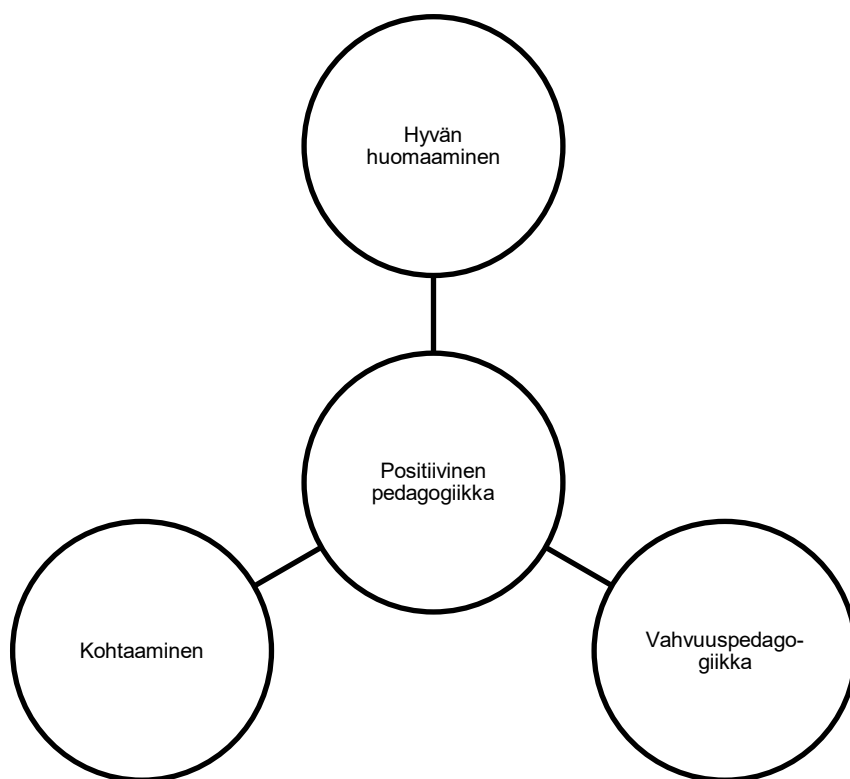 Hyvän
huomaaminen
Positiivinen
pedagogiikka
Kohtaaminen
Vahvuuspedago-
giikka